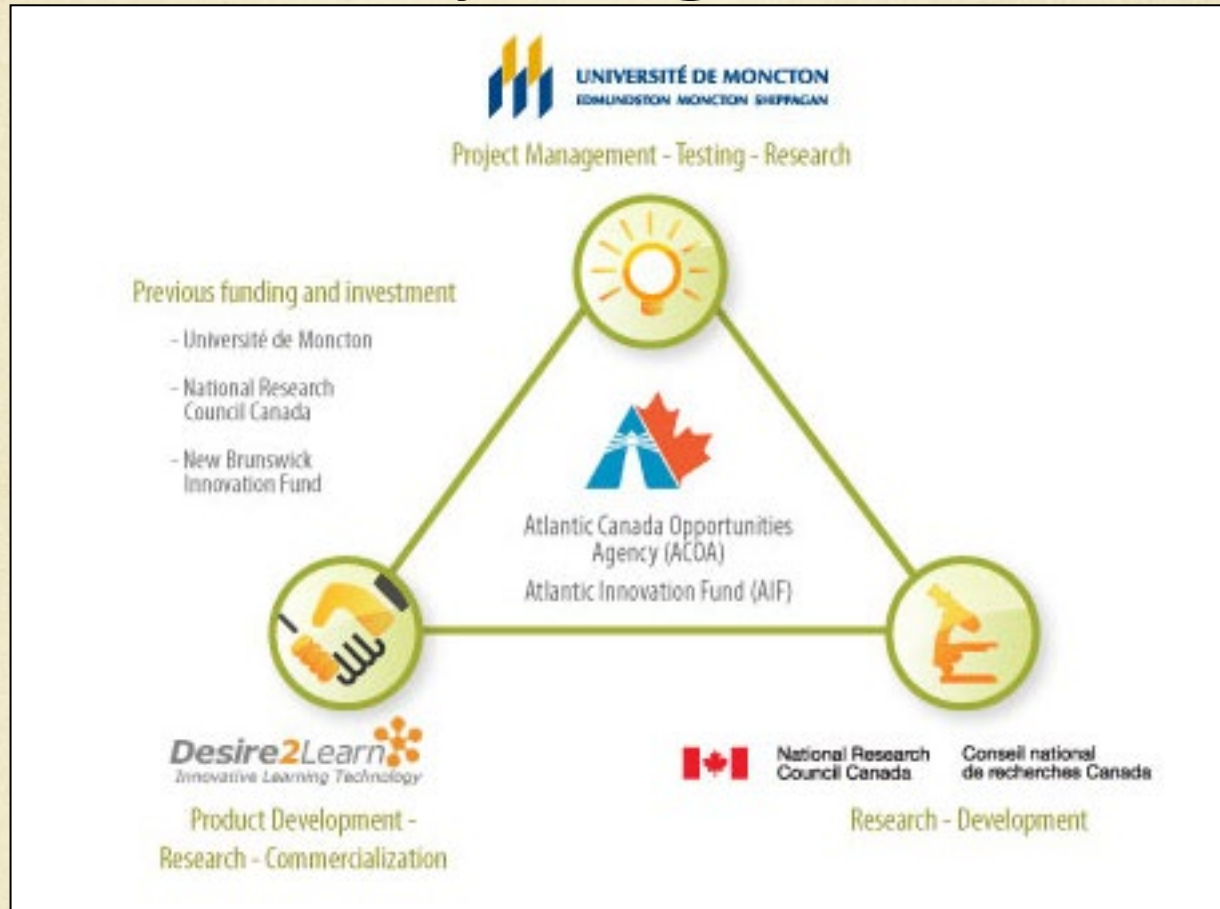 UNIVERSITÉ DE MONCTON
EDMUNDSTON MONCTON SHIPPAGAN
Project Management - Testing - Research
Previous funding and investment
- Université de Moncton
- National Research
Council Canada
- New Brunswick
Innovation Fund
Atlantic Canada Opportunities
Agency (ACOA)
Atlantic Innovation Fund (AIF)
Desire2Learn
Innovative Learning Technology
Product Development -
Research - Commercialization
National Research
Council Canada
Conseil national
de recherches Canada
Research - Development